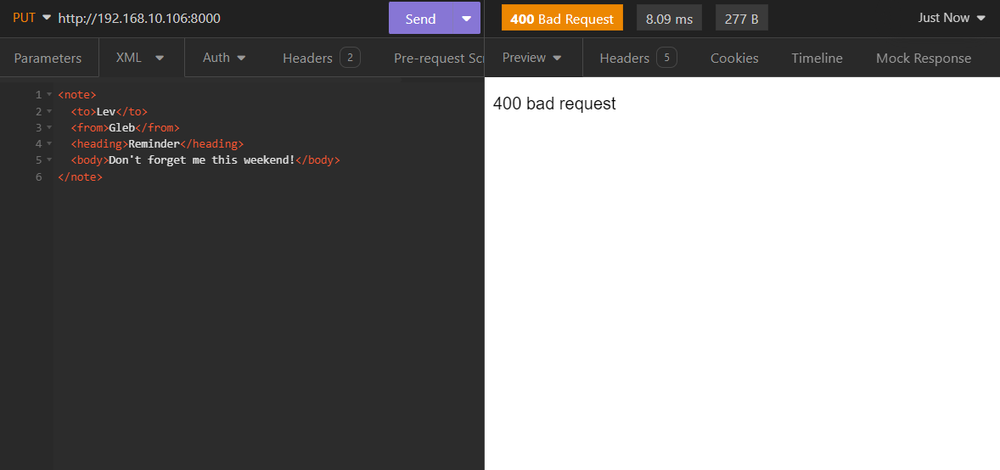 PUT http://192.168.10.106:8000 Send 400 Bad Request 8.09 ms 277 B Just Now
Parameters XML Auth Headers 2 Pre-request Sc Preview Headers 5 Cookies Timeline Mock Response
1 <note>
2 <to>Lev</to>
3 <from>Gleb</from>
4 <heading>Reminder</heading>
5 <body>Don't forget me this weekend!</body>
6 </note>
400 bad request